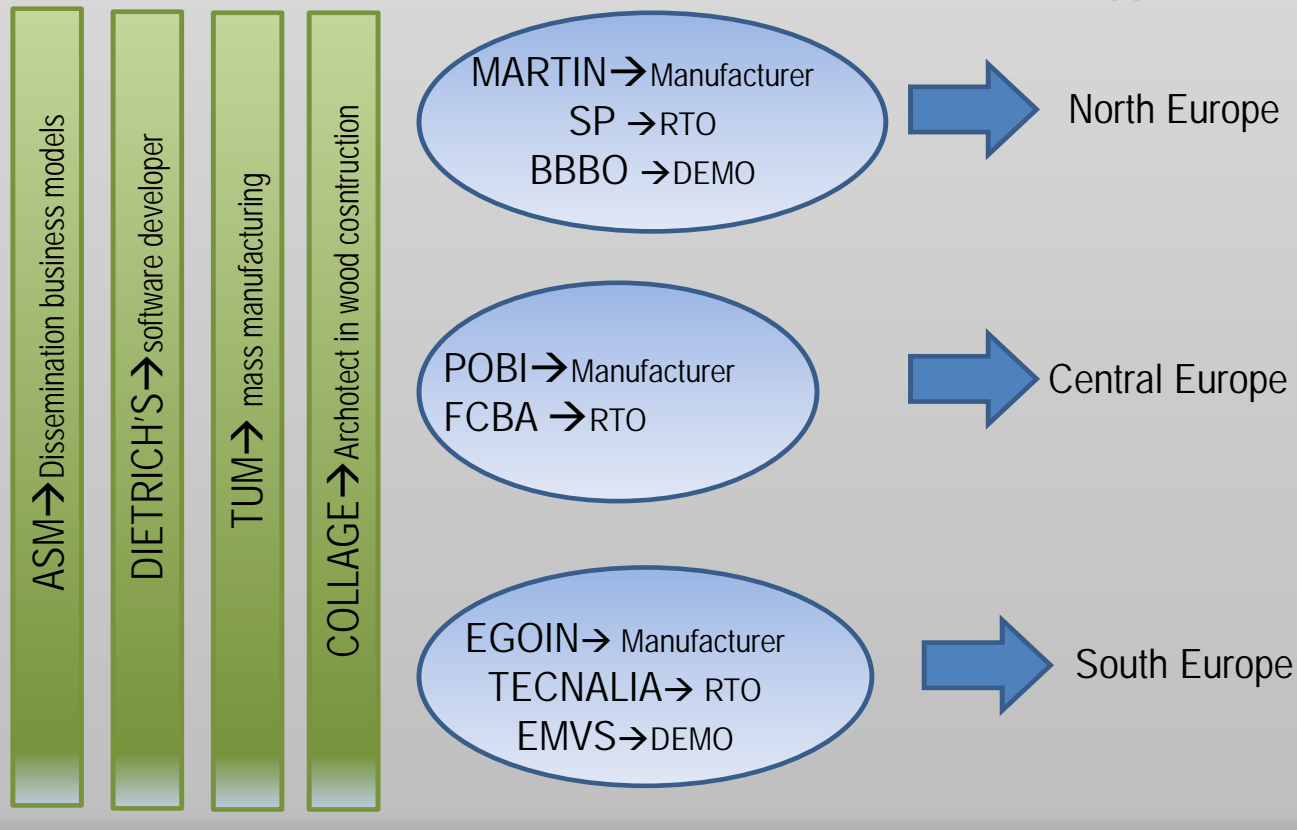 ASM→Dissemination business models
DIETRICH'S→software developer
TUM→ mass manufacturing
COLLAGE→Archotect in wood cosntruction
MARTIN→Manufacturer
SP →RTO
BBBO →DEMO
North Europe
POBI→Manufacturer
FCBA →RTO
Central Europe
EGOIN→ Manufacturer
TECNALIA→ RTO
EMVS→DEMO
South Europe